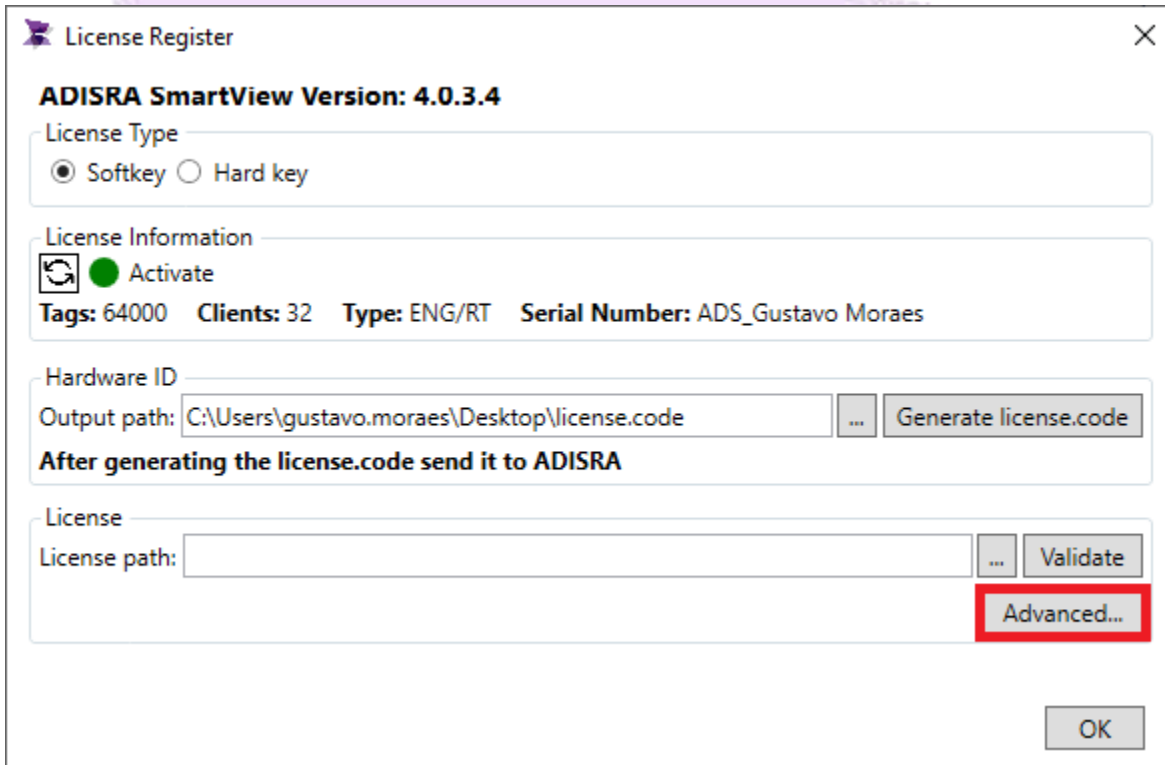 License Register
ADISRA SmartView Version: 4.0.3.4
License Type
Softkey Hard key
License Information
Activate
Tags: 64000 Clients: 32 Type: ENG/RT Serial Number: ADS_Gustavo Moraes
Hardware ID
Output path: C:\Users\gustavo.moraes\Desktop\license.code ... Generate license.code
After generating the license.code send it to ADISRA
License
License path: ... Validate
Advanced...
OK